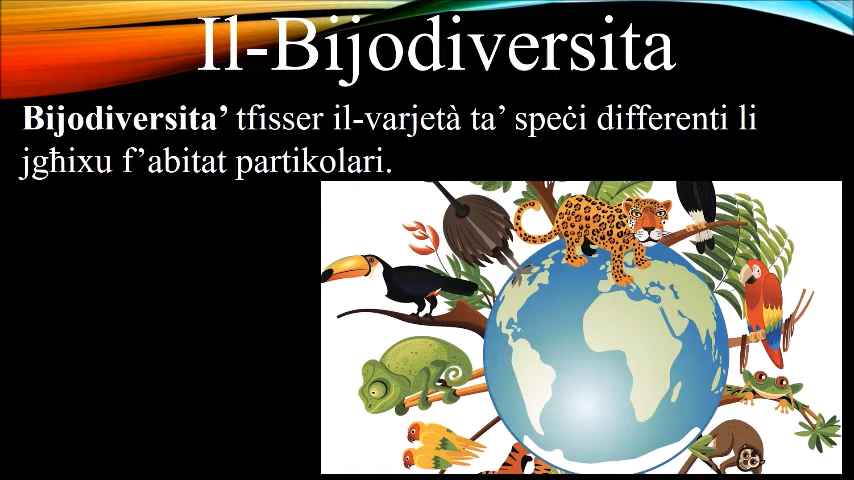 Il-Bijodiversita
Bijodiversita’ tfisser il-varjetà ta’ speċi differenti li
jgħixu f’abitat partikolari.